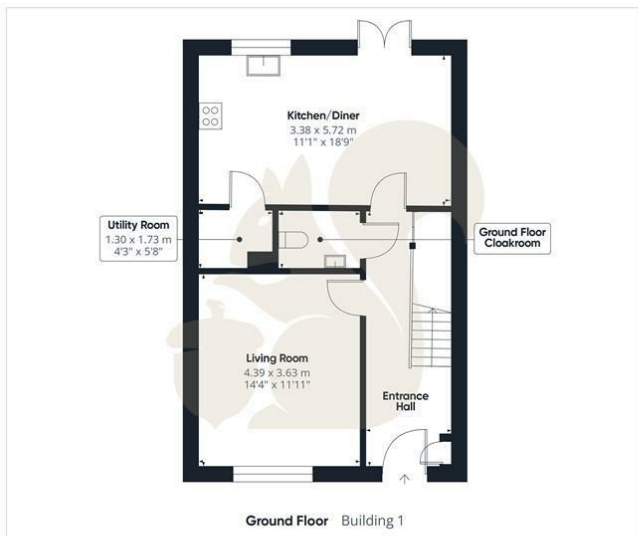 Kitchen/Diner
3.38 x 5.72 m
11'1" x 18'9"
Utility Room
1.30 x 1.73 m
4'3" x 5'8"
Ground Floor
Cloakroom
Living Room
4.39 x 3.63 m
14'4" x 11'11"
Entrance
Hall
Ground Floor Building 1